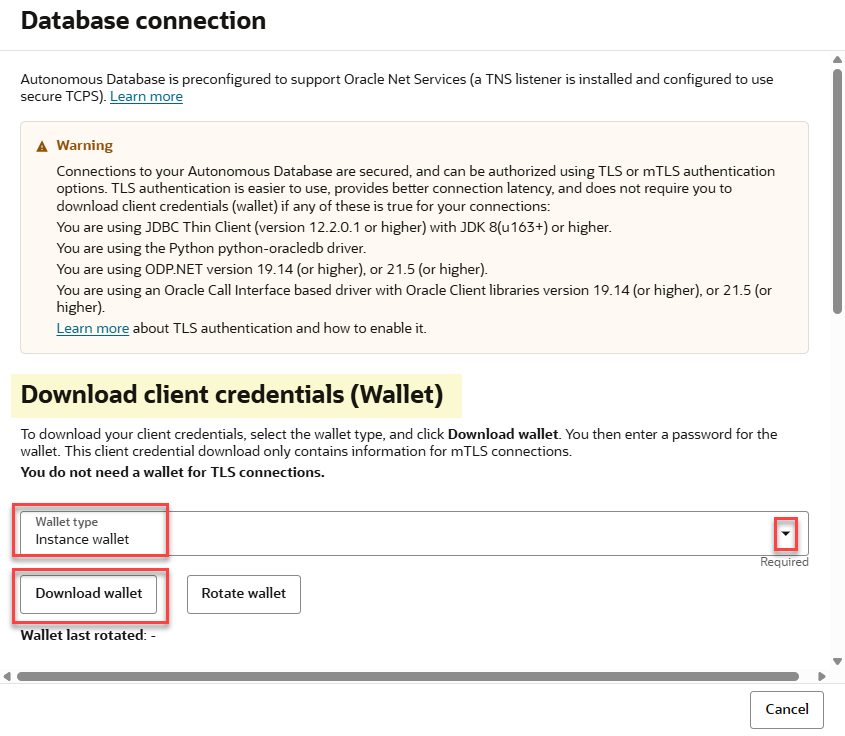 Database connection
Autonomous Database is preconfigured to support Oracle Net Services (a TNS listener is installed and configured to use
secure TCPS). Learn more
Warning
Connections to your Autonomous Database are secured, and can be authorized using TLS or mTLS authentication
options. TLS authentication is easier to use, provides better connection latency, and does not require you to
download client credentials (wallet) if any of these is true for your connections:
You are using JDBC Thin Client (version 12.2.0.1 or higher) with JDK 8(u163+) or higher.
You are using the Python python-oracledb driver.
You are using ODP.NET version 19.14 (or higher), or 21.5 (or higher).
You are using an Oracle Call Interface based driver with Oracle Client libraries version 19.14 (or higher), or 21.5 (or
higher).
Learn more about TLS authentication and how to enable it.
Download client credentials (Wallet)
To download your client credentials, select the wallet type, and click Download wallet. You then enter a password for the
wallet. This client credential download only contains information for mTLS connections.
You do not need a wallet for TLS connections.
Wallet type
Instance wallet
Required
Download wallet Rotate wallet
Wallet last rotated: -
Cancel